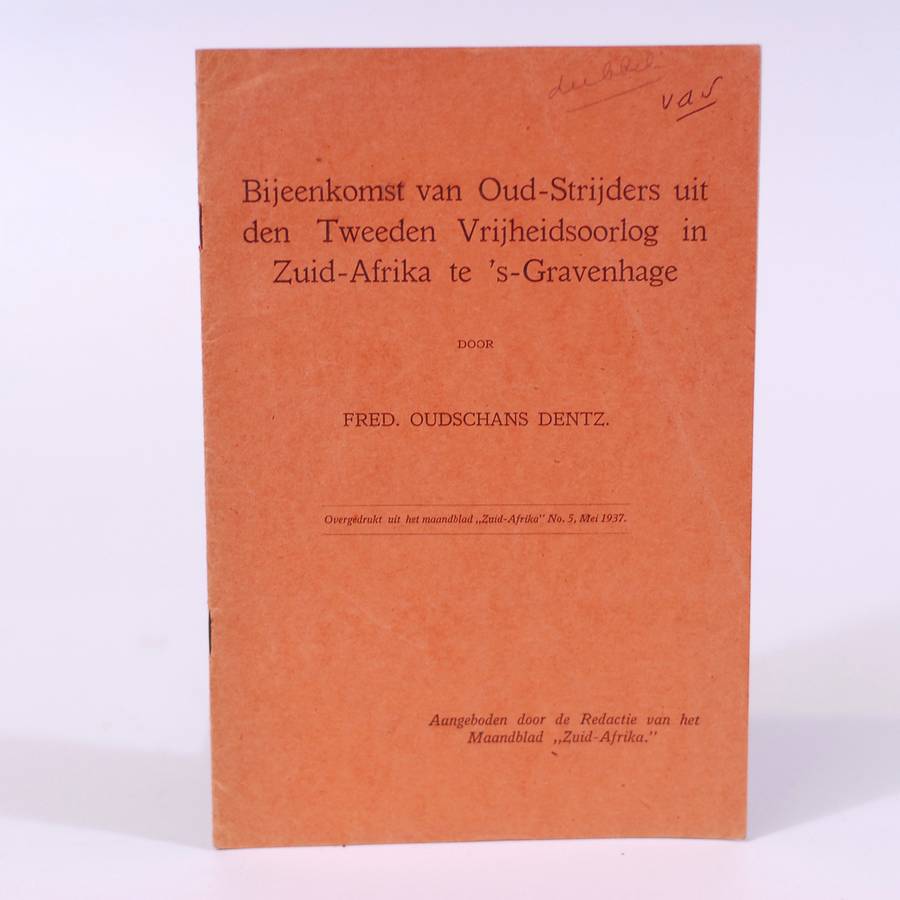 dubbel.
Bijeenkomst van Oud-Strijders uit
den Tweeden Vrijheidsoorlog in
Zuid-Afrika te 's-Gravenhage
DOOR
FRED. OUDSCHANS DENTZ.
Overgedrukt uit het maandblad „Zuid-Afrika" No. 5, Mei 1937.
Aangeboden door de Redactie van het
Maandblad „Zuid-Afrika."